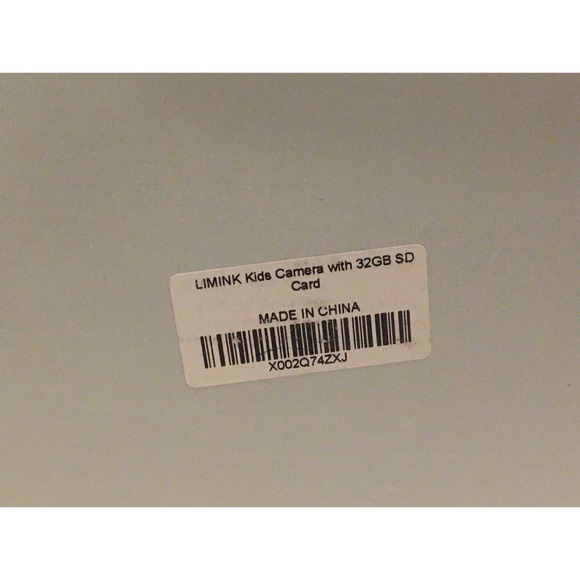 LIMINK Kids Camera with 32GB SD
Card
MADE IN CHINA
X002Q74ZXJ